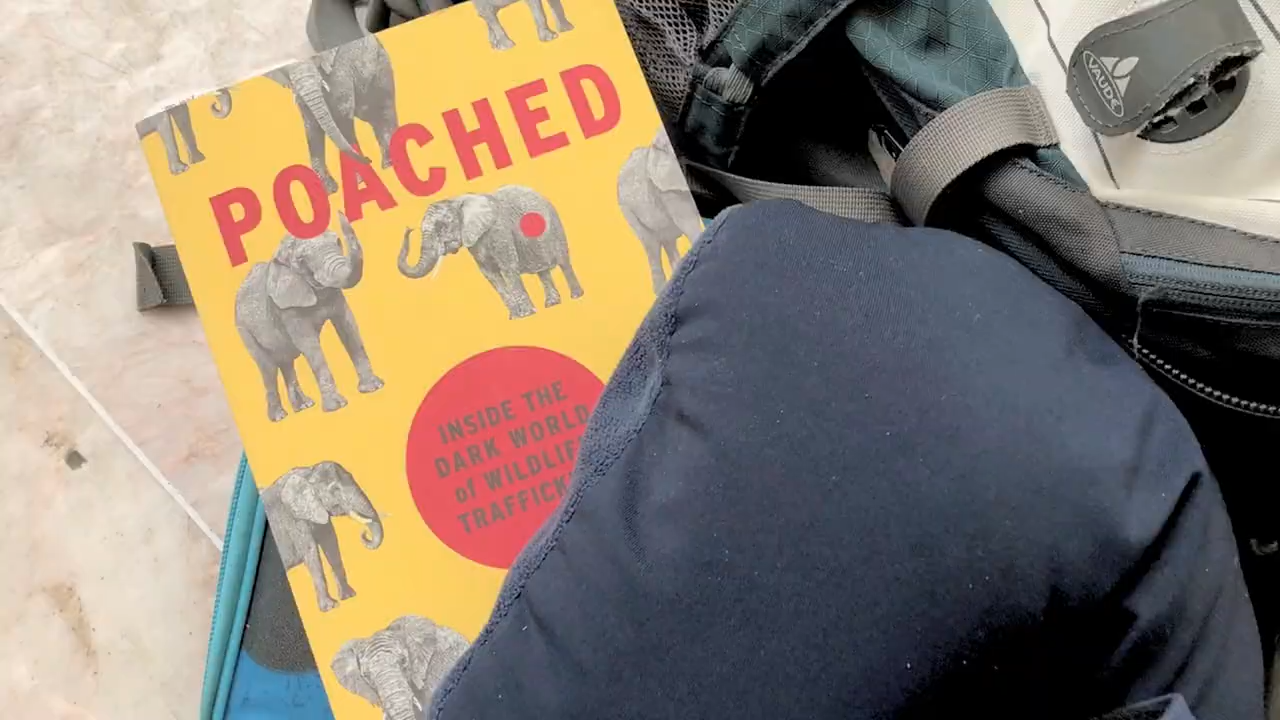 POACHED
INSIDE THE
DARK WORLD
of WILDLIF
TRAFFICK
VAUDE